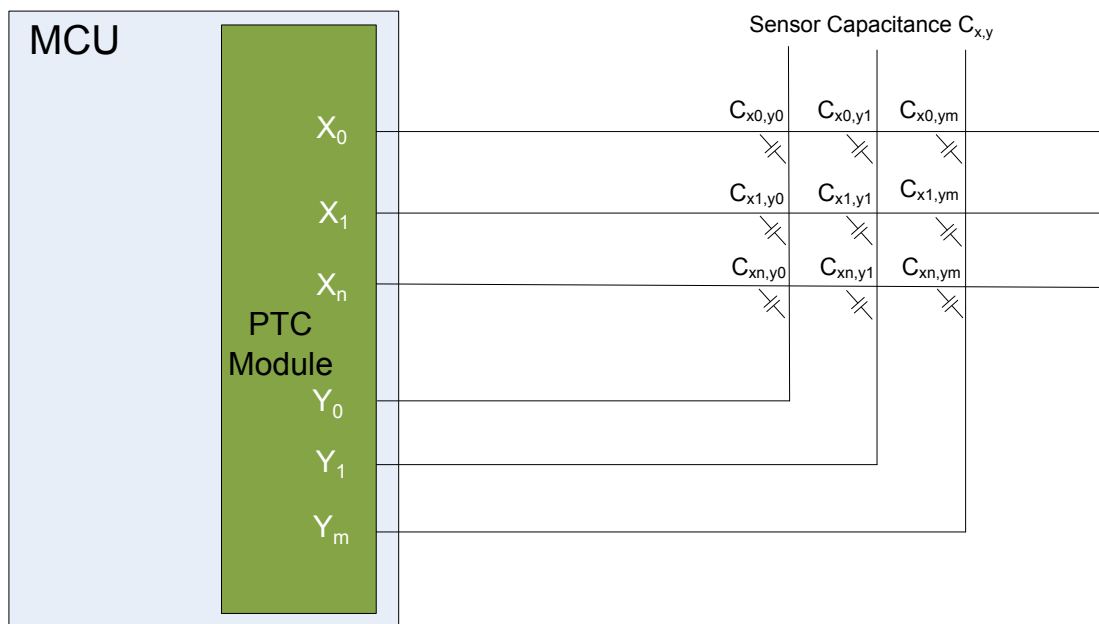 MCU
Sensor Capacitance Cx,y
X0
Cx0,y0 Cx0,y1 Cx0,ym
X1
Cx1,y0 Cx1,y1 Cx1,ym
Xn
Cxn,y0 Cxn,y1 Cxn,ym
PTC
Module
Y0
Y1
Ym